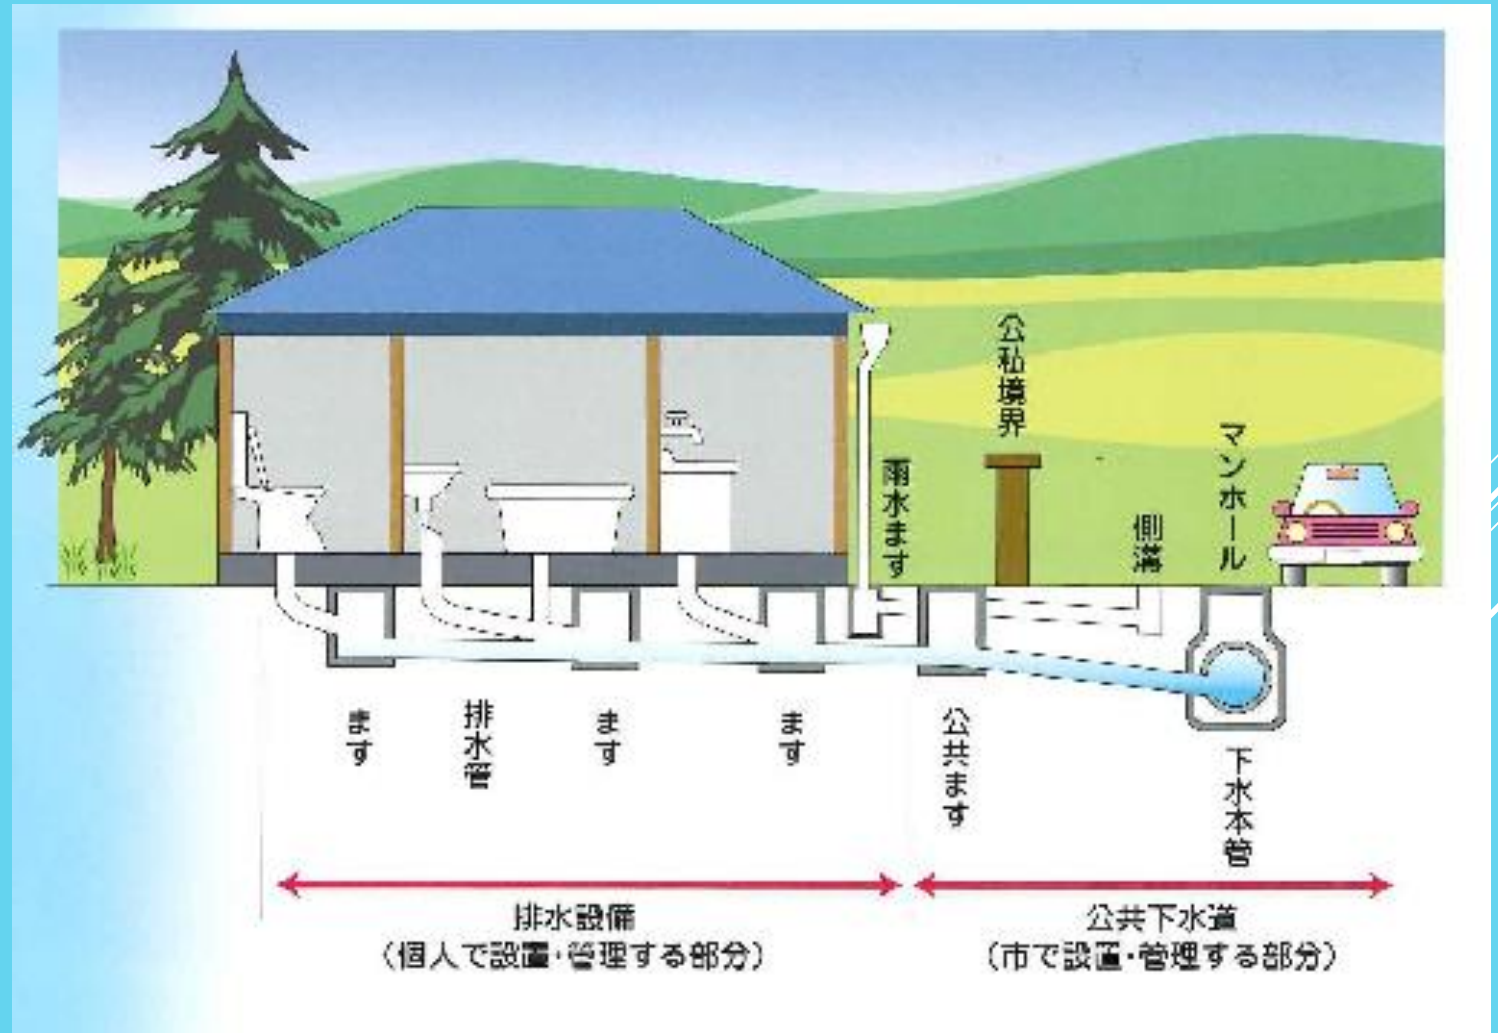 公私境界
マンホール
雨水ます
側溝
ます
排水管
ます
ます
公共ます
下水本管
排水設備
(個人で設置・管理する部分)
公共下水道
(市で設置・管理する部分)